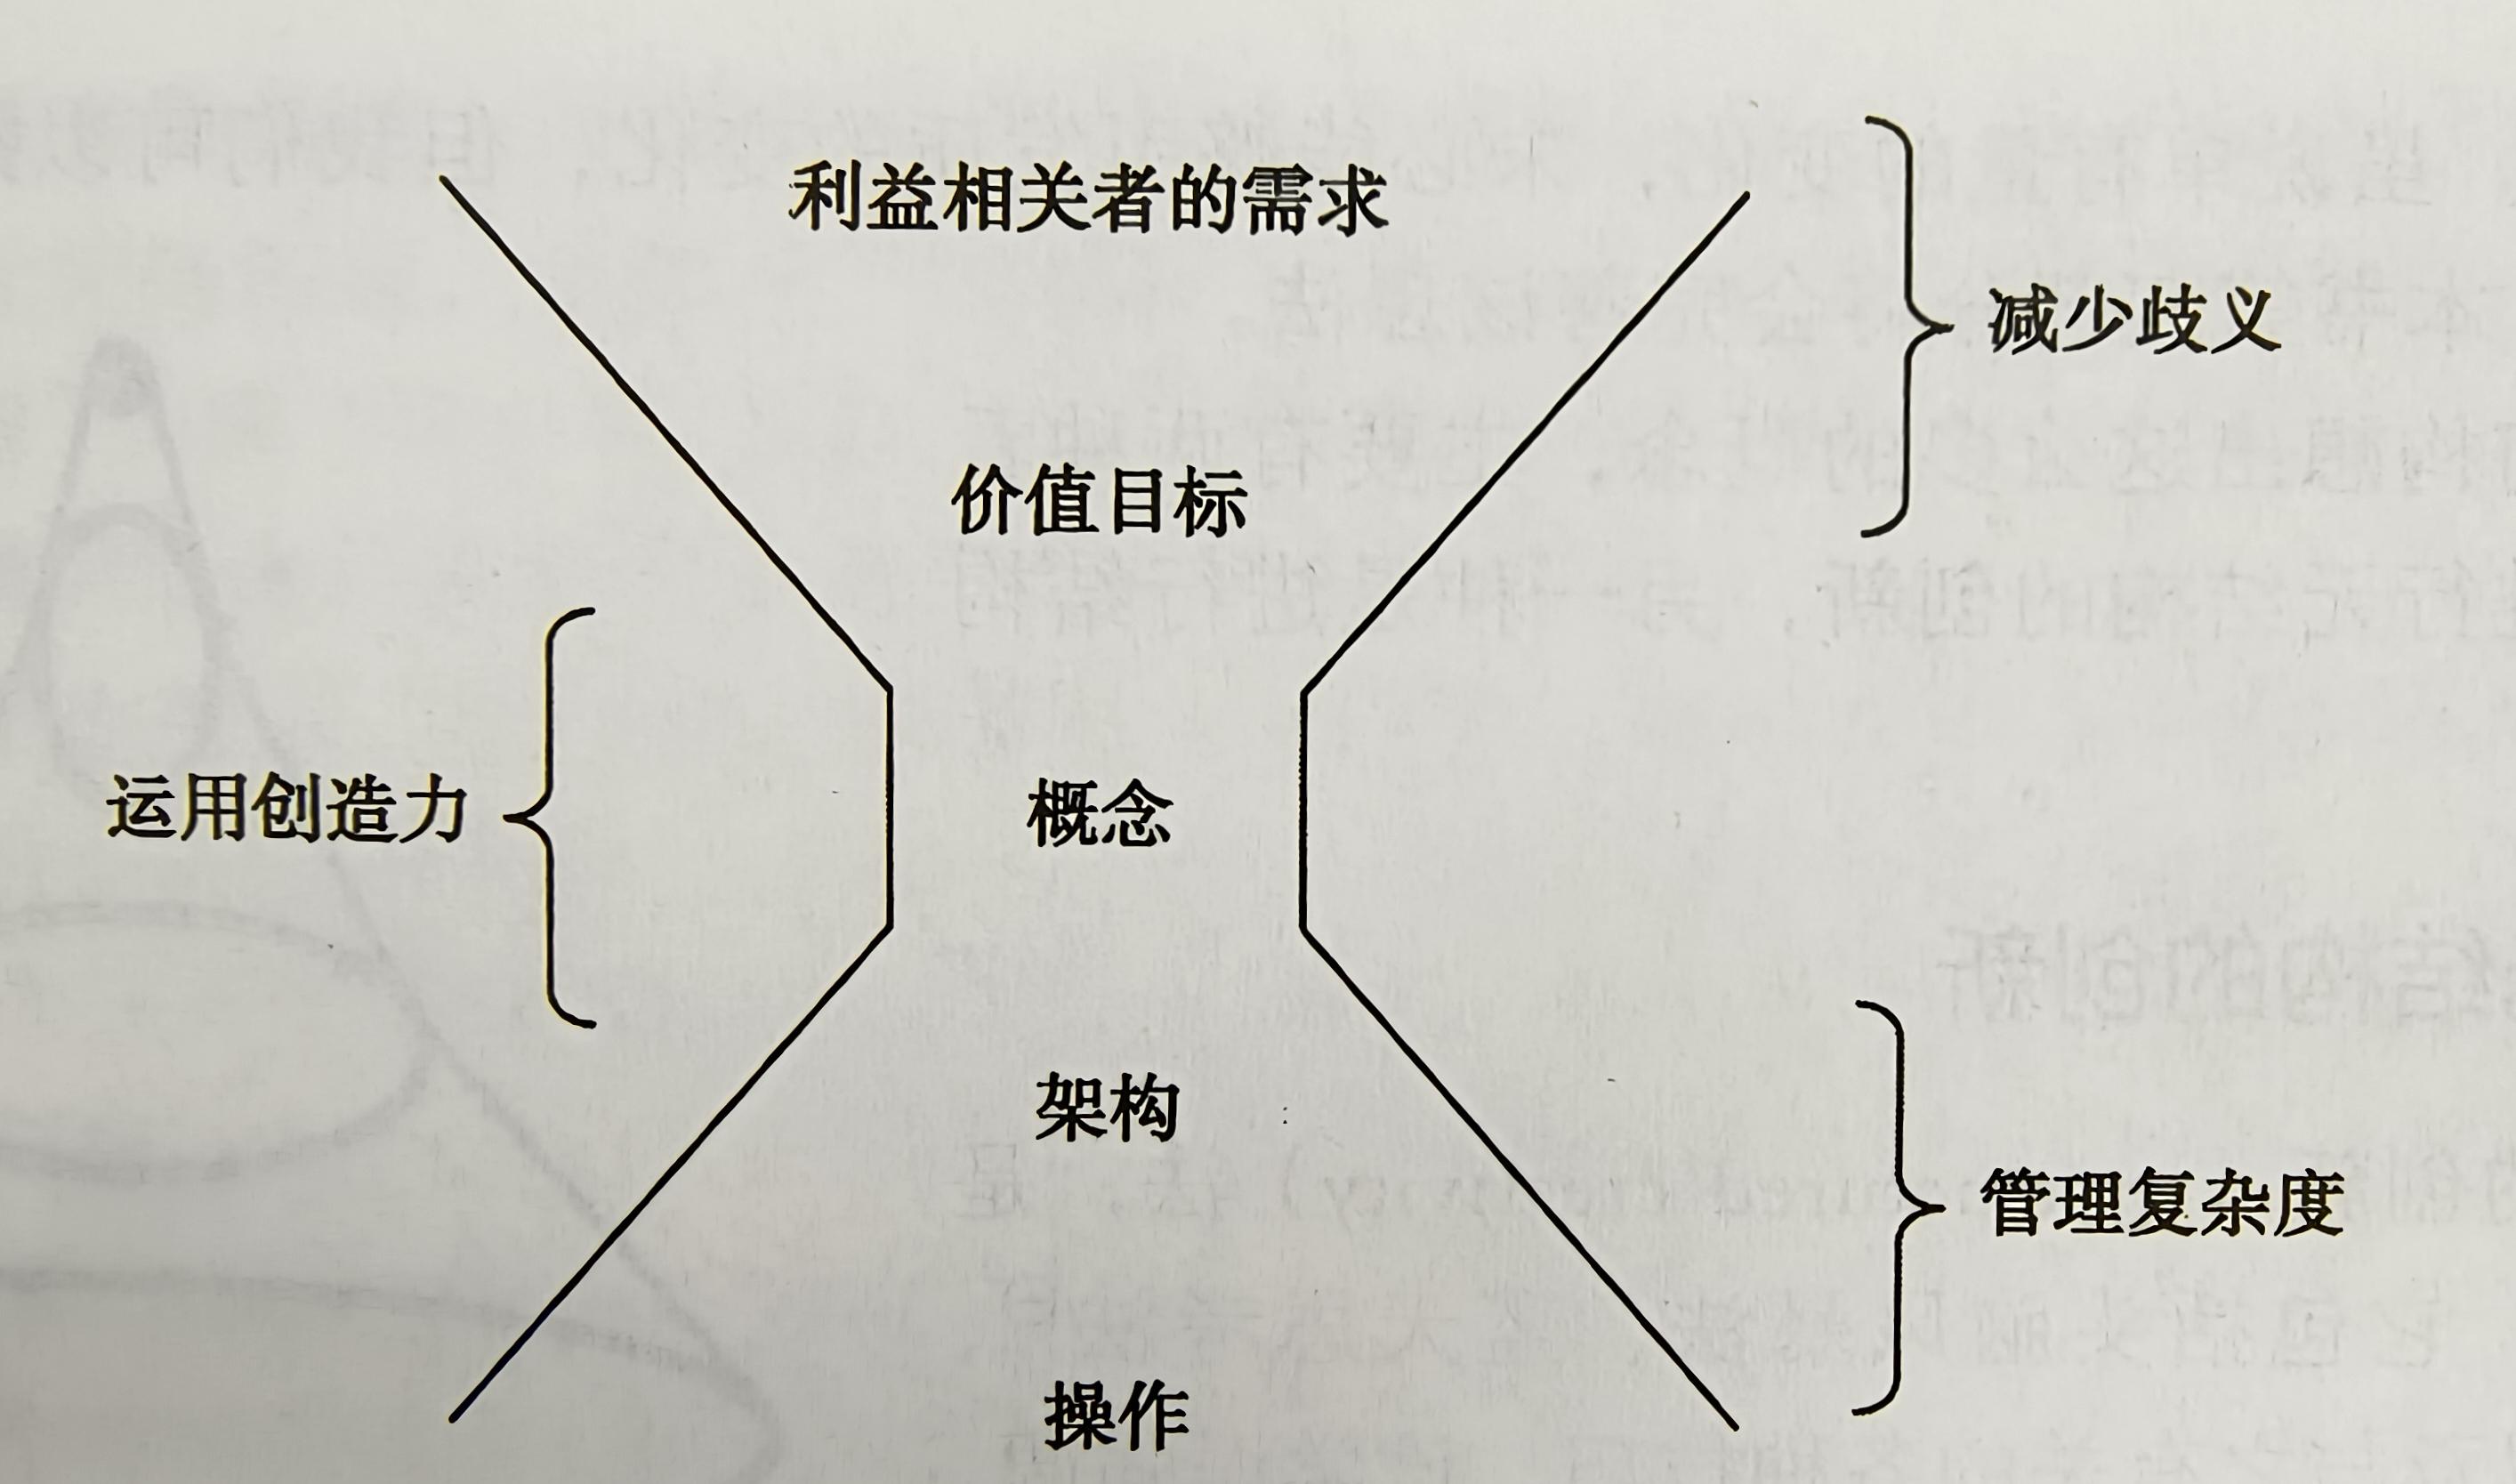 利益相关者的需求
减少歧义
价值目标
运用创造力
概念
架构
管理复杂度
操作